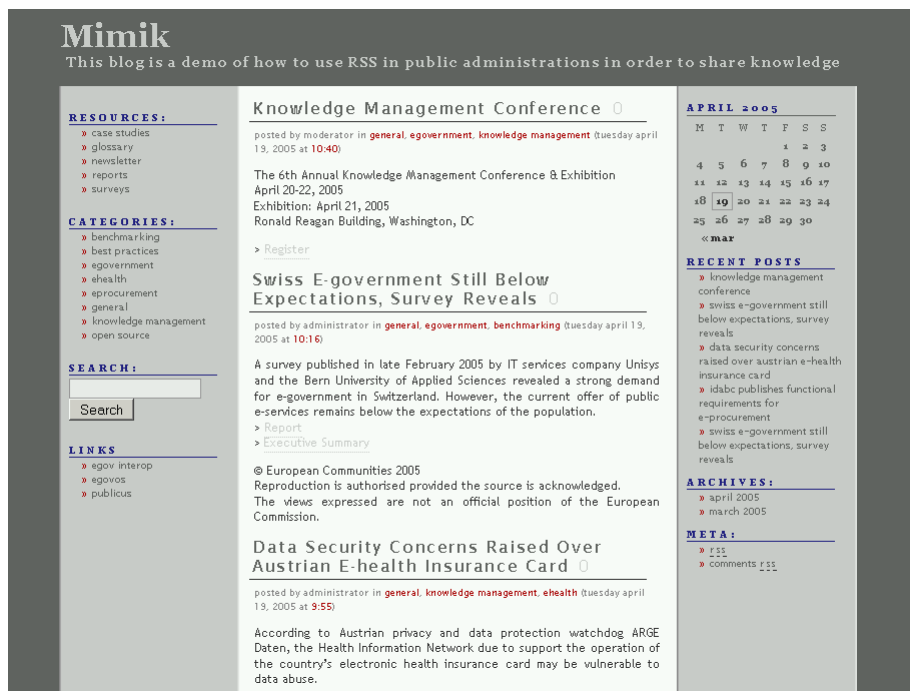 Mimik
This blog is a demo of how to use RSS in public administrations in order to share knowledge
RESOURCES:
» case studies
» glossary
» newsletter
» reports
» surveys
CATEGORIES:
» benchmarking
» best practices
» egovernment
» ehealth
» eprocurement
» general
» knowledge management
» open source
SEARCH:
Search
LINKS
» egov interop
» egovos
» publicus
Knowledge Management Conference 0
posted by moderator in general, egovernment, knowledge management (tuesday april
19, 2005 at 10:40)
The 6th Annual Knowledge Management Conference & Exhibition
April 20-22, 2005
Exhibition: April 21, 2005
Ronald Reagan Building, Washington, DC
> Register
Swiss E-government Still Below
Expectations, Survey Reveals 0
posted by administrator in general, egovernment, benchmarking (tuesday april 19,
2005 at 10:16)
A survey published in late February 2005 by IT services company Unisys
and the Bern University of Applied Sciences revealed a strong demand
for e-government in Switzerland. However, the current offer of public
e-services remains below the expectations of the population.
> Report
> Executive Summary
© European Communities 2005
Reproduction is authorised provided the source is acknowledged.
The views expressed are not an official position of the European
Commission.
Data Security Concerns Raised Over
Austrian E-health Insurance Card 0
posted by administrator in general, knowledge management, ehealth (tuesday april
19, 2005 at 9:55)
According to Austrian privacy and data protection watchdog ARGE
Daten, the Health Information Network due to support the operation of
the country's electronic health insurance card may be vulnerable to
data abuse.
APRIL 2005
M T W T F S S
1 2 3
4 5 6 7 8 9 10
11 12 13 14 15 16 17
18 19 20 21 22 23 24
25 26 27 28 29 30
« mar
RECENT POSTS
» knowledge management
conference
» swiss e-government still
below expectations, survey
reveals
» data security concerns
raised over austrian e-health
insurance card
» idabc publishes functional
requirements for
e-procurement
» swiss e-government still
below expectations, survey
reveals
ARCHIVES:
» april 2005
» march 2005
META:
» rss
» comments rss